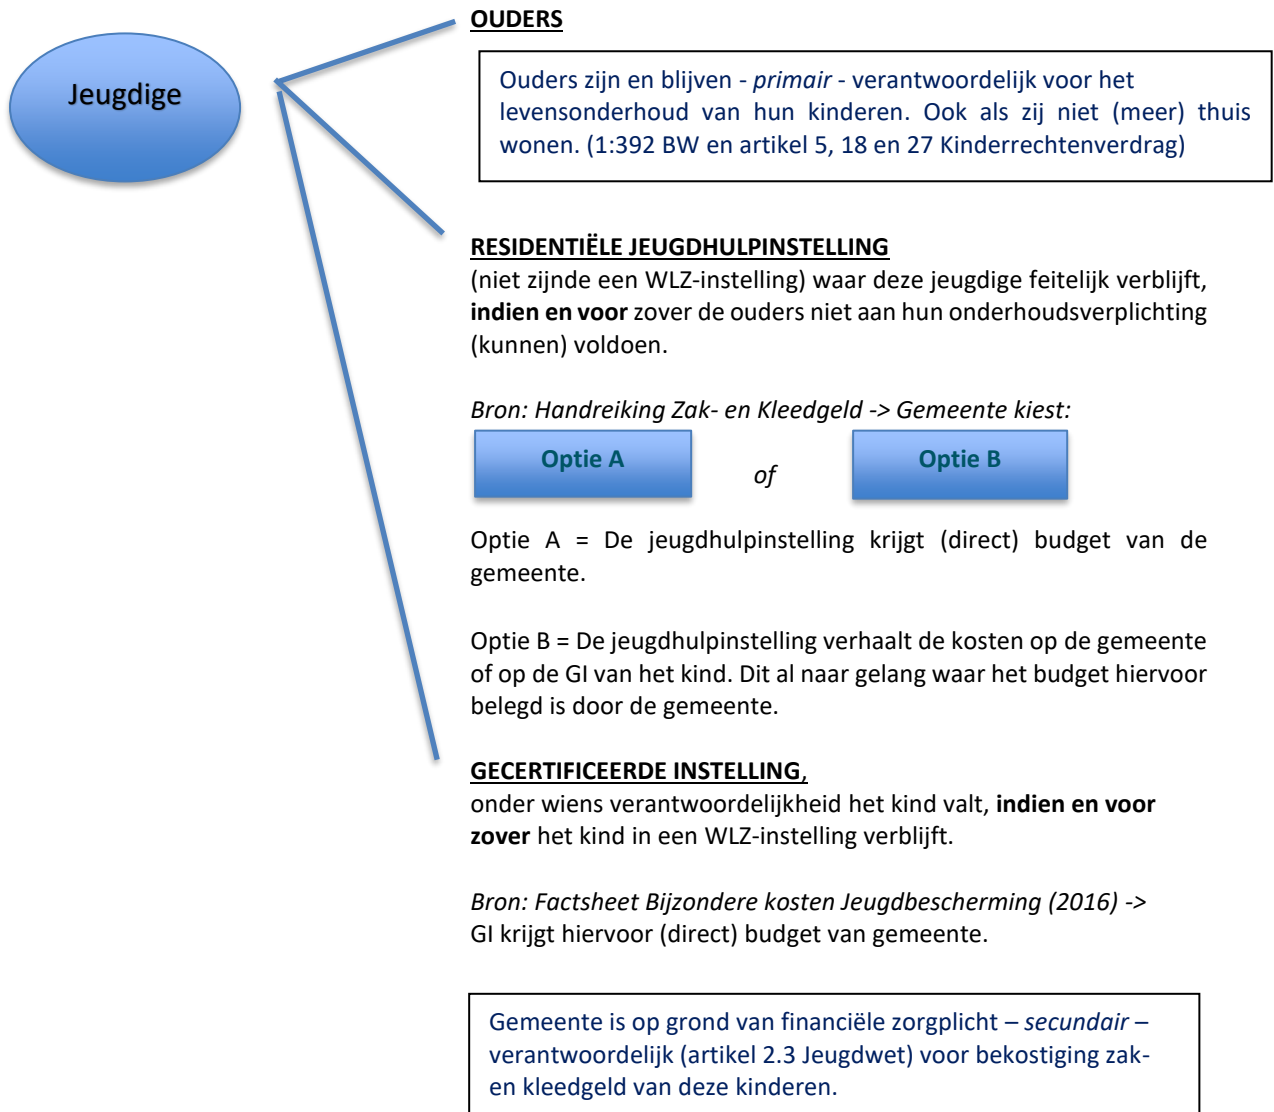 OUDERS
Jeugdige
Ouders zijn en blijven - primair - verantwoordelijk voor het
levensonderhoud van hun kinderen. Ook als zij niet (meer) thuis
wonen. (1:392 BW en artikel 5, 18 en 27 Kinderrechtenverdrag)
RESIDENTIËLE JEUGDHULPINSTELLING
(niet zijnde een WLZ-instelling) waar deze jeugdige feitelijk verblijft,
indien en voor zover de ouders niet aan hun onderhoudsverplichting
(kunnen) voldoen.
Bron: Handreiking Zak- en Kleedgeld -> Gemeente kiest:
Optie A of Optie B
Optie A = De jeugdhulpinstelling krijgt (direct) budget van de
gemeente.
Optie B = De jeugdhulpinstelling verhaalt de kosten op de gemeente
of op de GI van het kind. Dit al naar gelang waar het budget hiervoor
belegd is door de gemeente.
GECERTIFICEERDE INSTELLING,
onder wiens verantwoordelijkheid het kind valt, indien en voor
zover het kind in een WLZ-instelling verblijft.
Bron: Factsheet Bijzondere kosten Jeugdbescherming (2016) ->
GI krijgt hiervoor (direct) budget van gemeente.
Gemeente is op grond van financiële zorgplicht – secundair –
verantwoordelijk (artikel 2.3 Jeugdwet) voor bekostiging zak-
en kleedgeld van deze kinderen.